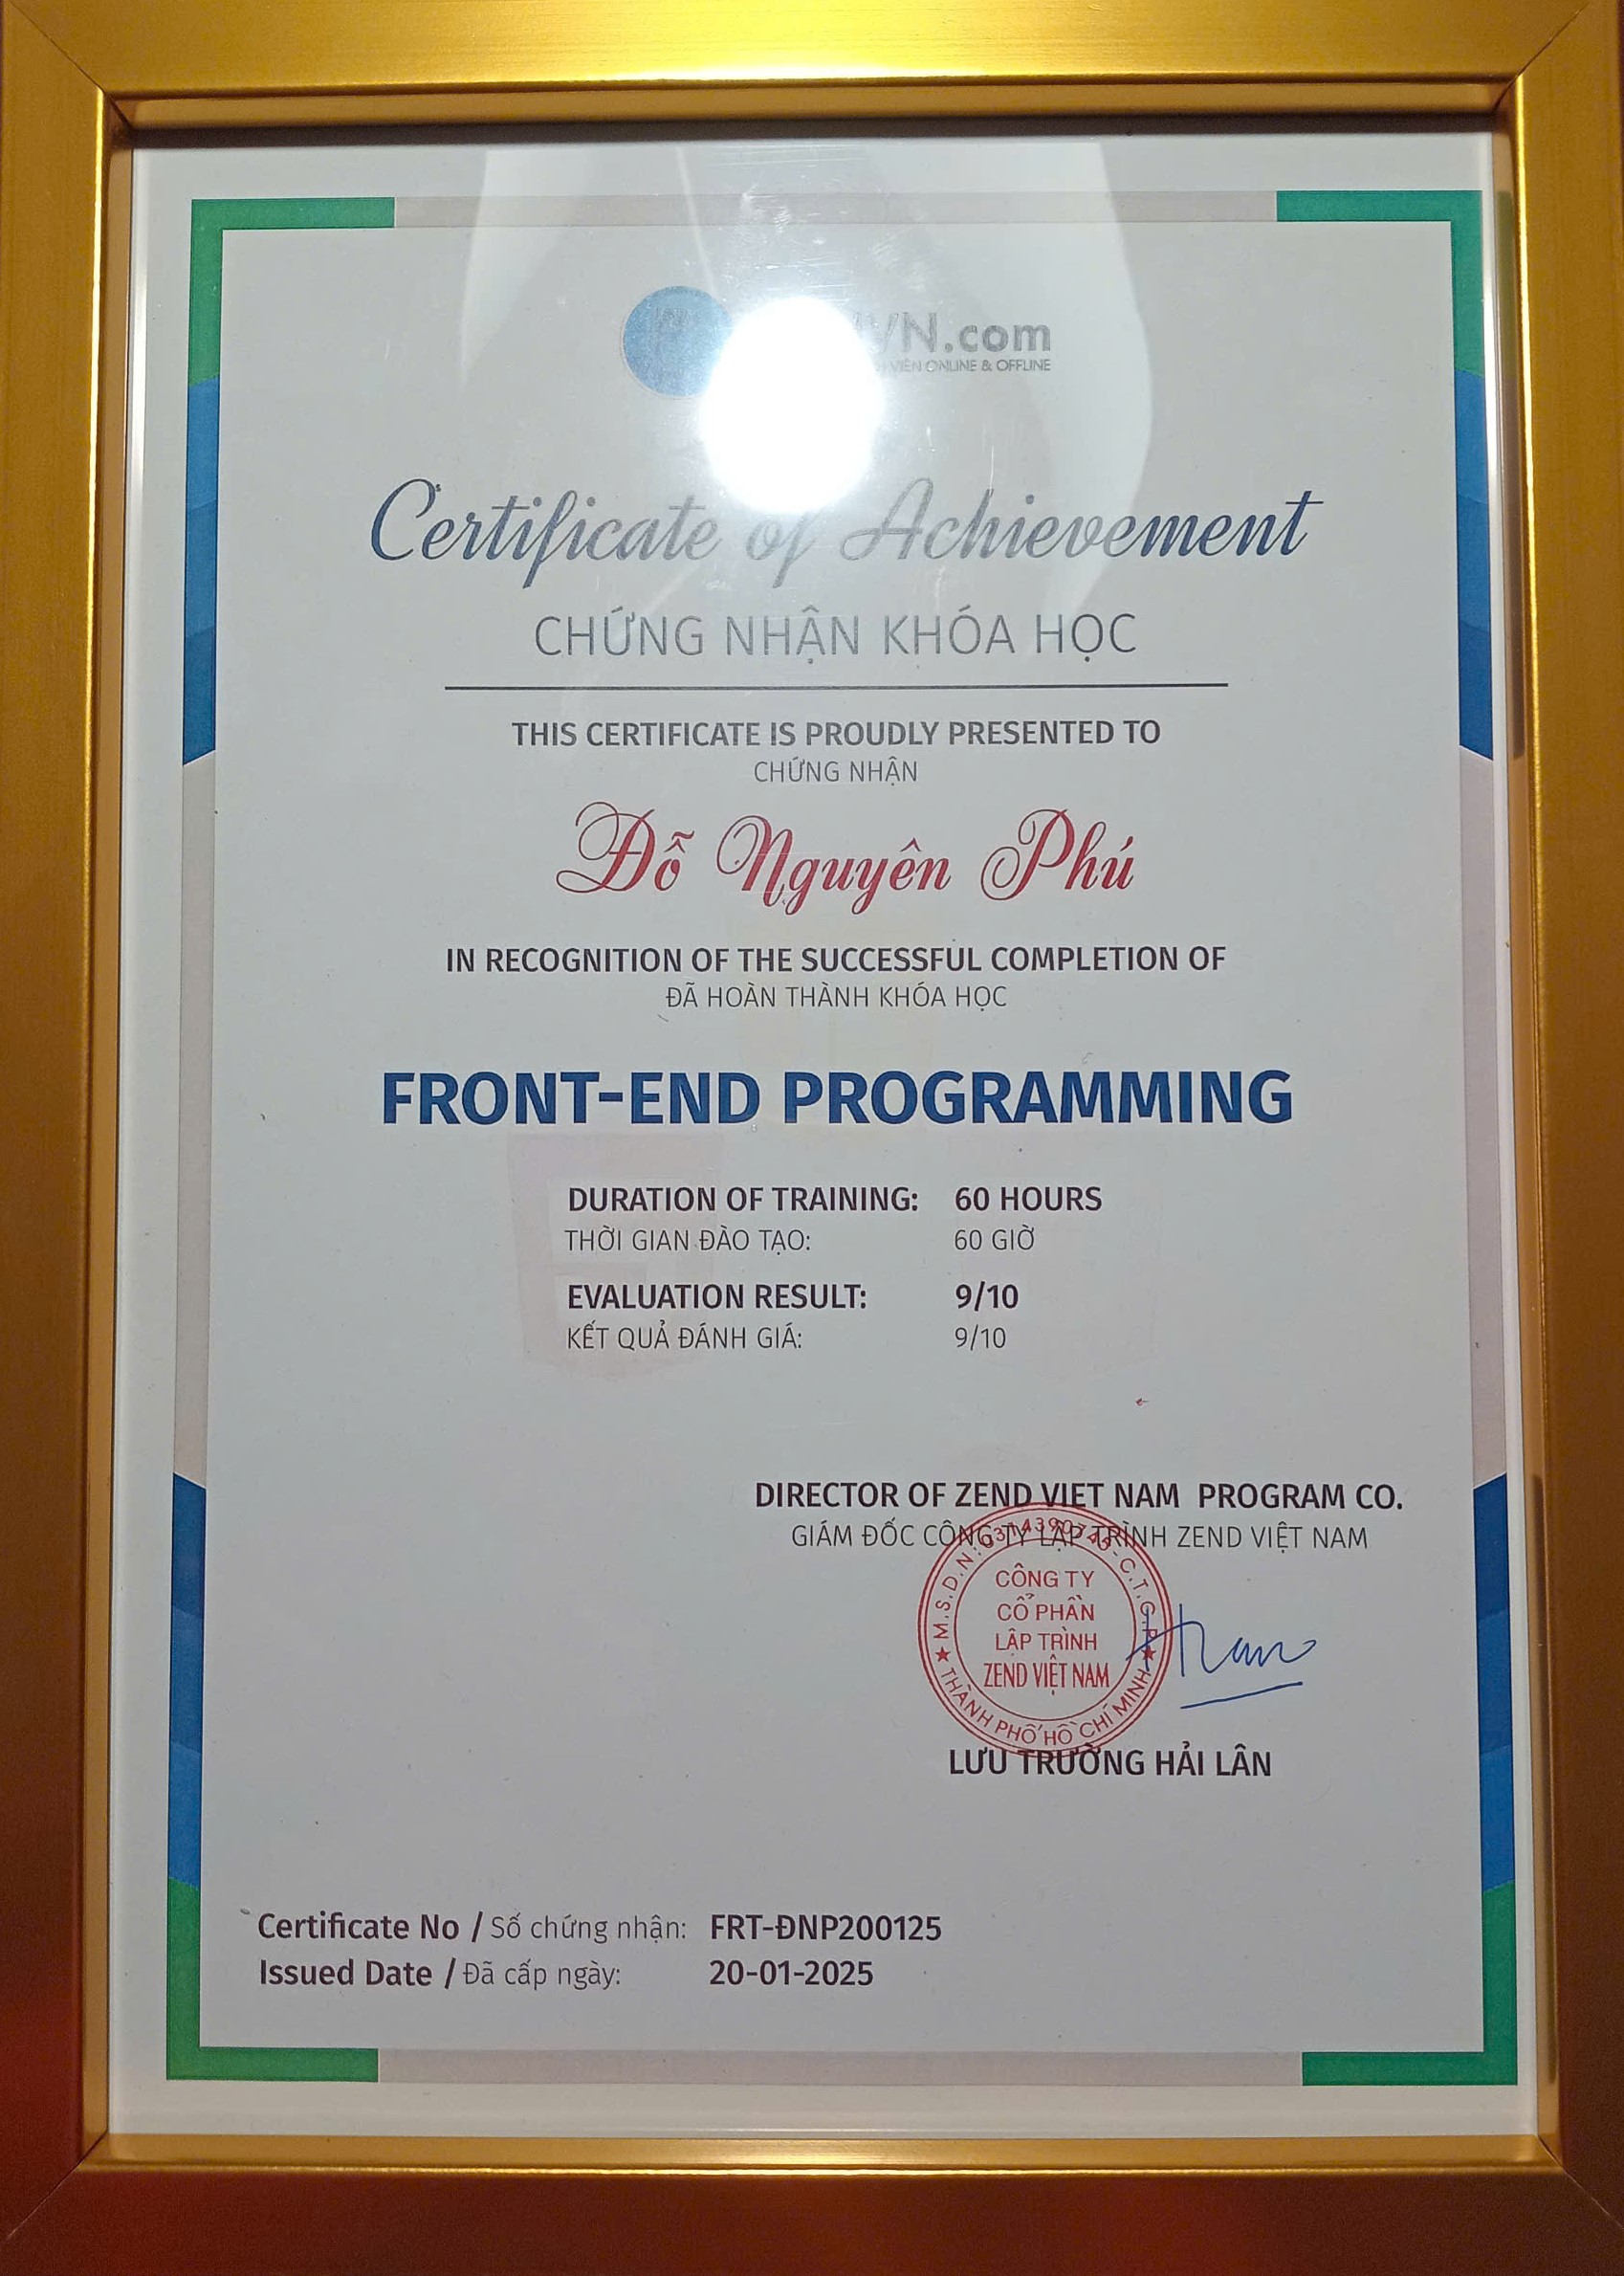 VN.com
VIÊN ONLINE & OFFLINE
Certificate of Achievement
CHỨNG NHẬN KHÓA HỌC
THIS CERTIFICATE IS PROUDLY PRESENTED TO
CHỨNG NHẬN
Đỗ Nguyên Phú
IN RECOGNITION OF THE SUCCESSFUL COMPLETION OF
ĐÃ HOÀN THÀNH KHÓA HỌC
FRONT-END PROGRAMMING
DURATION OF TRAINING: 60 HOURS
THỜI GIAN ĐÀO TẠO: 60 GIỜ
EVALUATION RESULT: 9/10
KẾT QUẢ ĐÁNH GIÁ: 9/10
DIRECTOR OF ZEND VIET NAM PROGRAM CO.
GIÁM ĐỐC CÔNG TY LẬP TRÌNH ZEND VIỆT NAM
CÔNG TY
CỔ PHẦN
LẬP TRÌNH
ZEND VIỆT NAM
THÀNH PHỐ HỒ CHÍ MINH
LƯU TRƯỜNG HẢI LÂN
Certificate No / Số chứng nhận: FRT-ĐNP200125
Issued Date / Đã cấp ngày: 20-01-2025